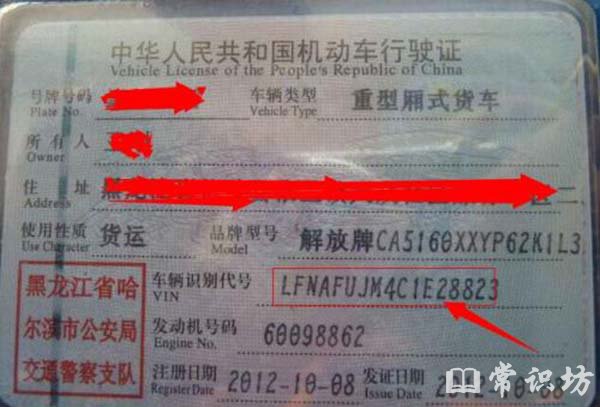 中华人民共和国机动车行驶证
Vehicle License of the People's Republic of China
号牌号码 车辆类型 重型厢式货车
Plate No. Vehicle Type
所有人
Owner
住址 二
Address
使用性质 货运 品牌型号 解放牌CA5160XXYP62K1L3
Use Character Model
黑龙江省哈
尔滨市公安局
交通警察支队
车辆识别代号 LFNAFUJM4C1E28823
VIN
发动机号码 60098862
Engine No.
注册日期 2012-10-08 发证日期 2012-10-08
Register Date Issue Date
常识坊